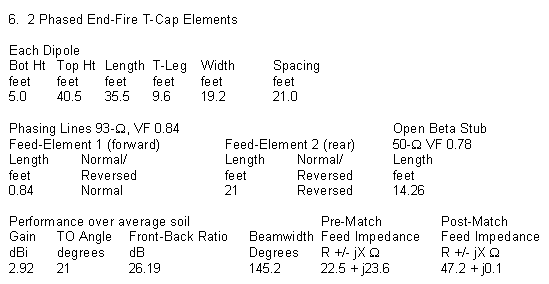 6. 2 Phased End-Fire T-Cap Elements
Each Dipole
Bot Ht Top Ht Length T-Leg Width Spacing
feet feet feet feet feet feet
5.0 40.5 35.5 9.6 19.2 21.0
Phasing Lines 93-Ω, VF 0.84 Open Beta Stub
Feed-Element 1 (forward) Feed-Element 2 (rear) 50-Ω VF 0.78
Length Normal/ Length Normal/ Length
feet Reversed feet Reversed feet
0.84 Normal 21 Reversed 14.26
Performance over average soil Pre-Match Post-Match
Gain TO Angle Front-Back Ratio Beamwidth Feed Impedance Feed Impedance
dBi degrees dB Degrees R +/- jX Ω R +/- jX Ω
2.92 21 26.19 145.2 22.5 + j23.6 47.2 + j0.1